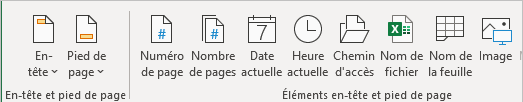 En-
tête
Pied de
page
#
Numéro
de page
#
Nombre
de pages
7
Date
actuelle
Heure
actuelle
Chemin
d'accès
X
Nom de
fichier
Nom de
la feuille
Image
En-tête et pied de page
Éléments en-tête et pied de page